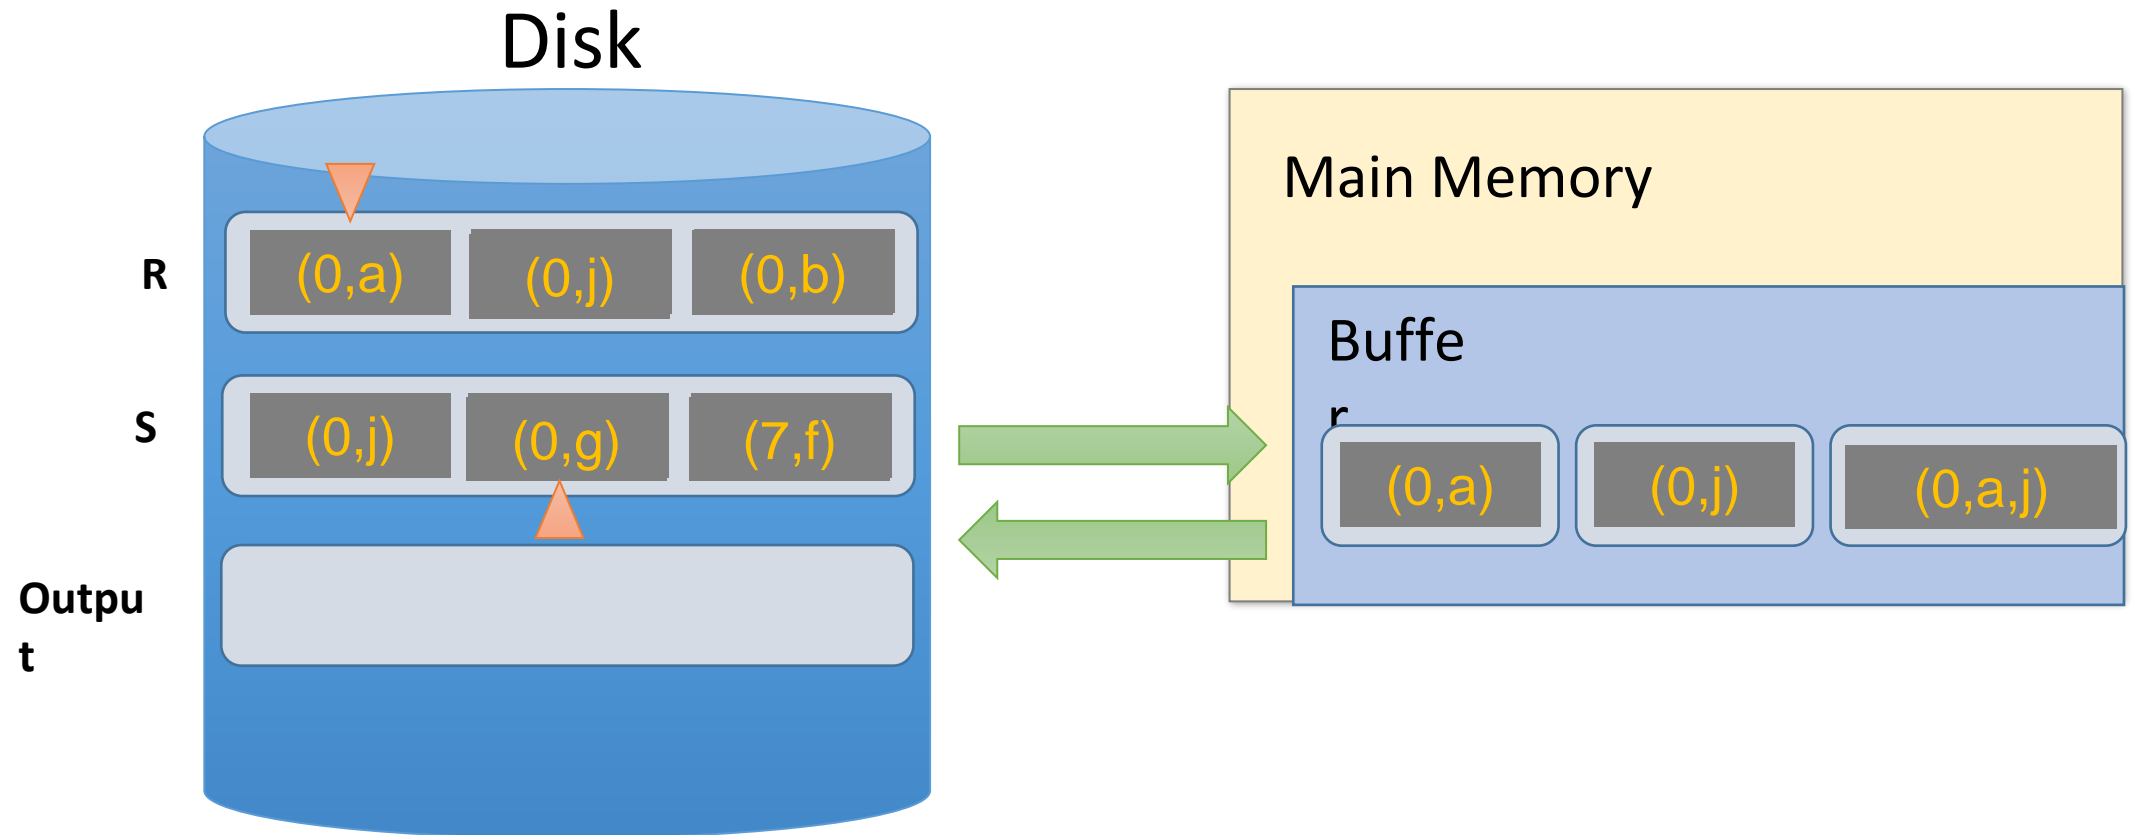 Disk
Main Memory
R
(0,a) (0,j) (0,b)
Buffe
r
S
(0,j) (0,g) (7,f)
(0,a) (0,j) (0,a,j)
Outpu
t